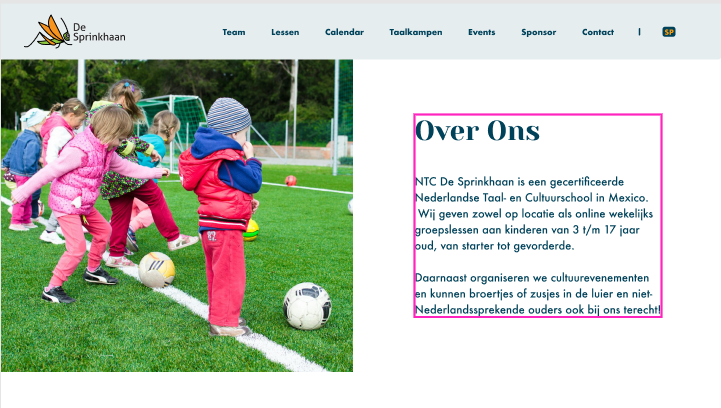 De
Sprinkhaan
Team
Lessen
Calendar
Taalkampen
Events
Sponsor
Contact
|
SP
Over Ons
NTC De Sprinkhaan is een gecertificeerde
Nederlandse Taal- en Cultuurschool in Mexico.
Wij geven zowel op locatie als online wekelijks
groepslessen aan kinderen van 3 t/m 17 jaar
oud, van starter tot gevorderde.
Daarnaast organiseren we cultuurevenementen
en kunnen broertjes of zusjes in de luier en niet-
Nederlandssprekende ouders ook bij ons terecht!